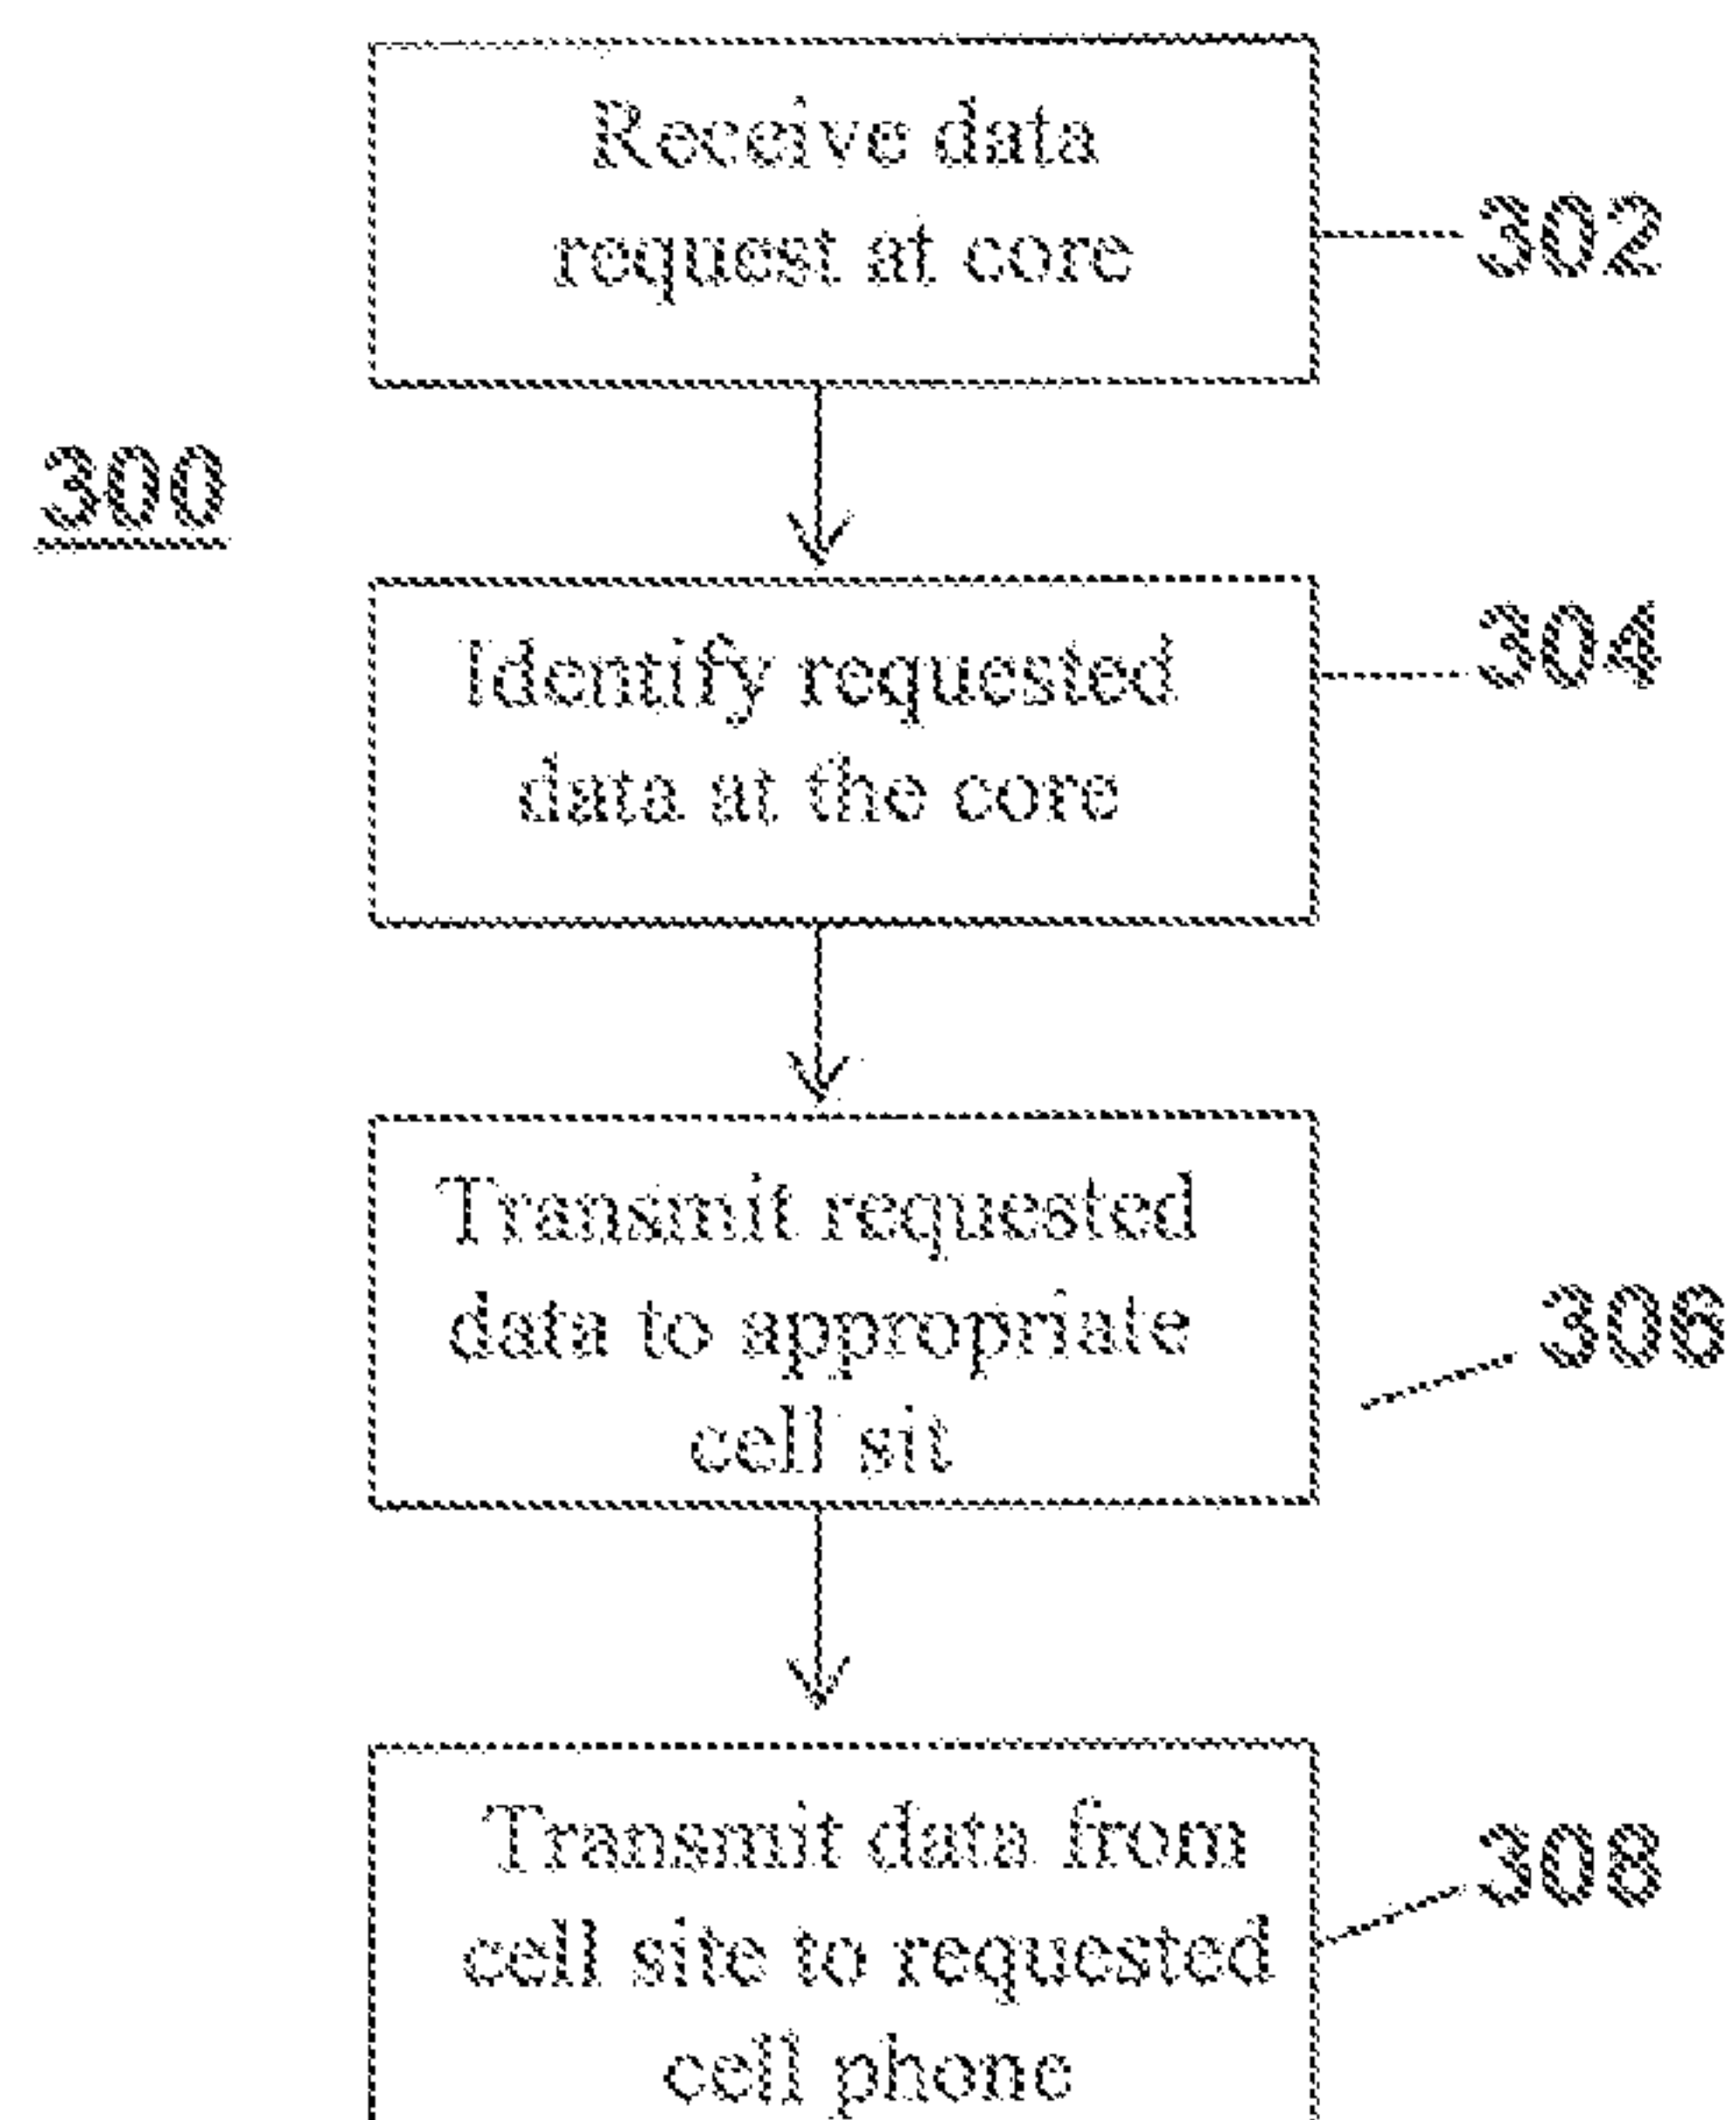 Receive data
request at core
302
300
Identify requested
data at the core
304
Transmit requested
data to appropriate
cell sit
306
Transmit data from
cell site to requested
cell phone
308